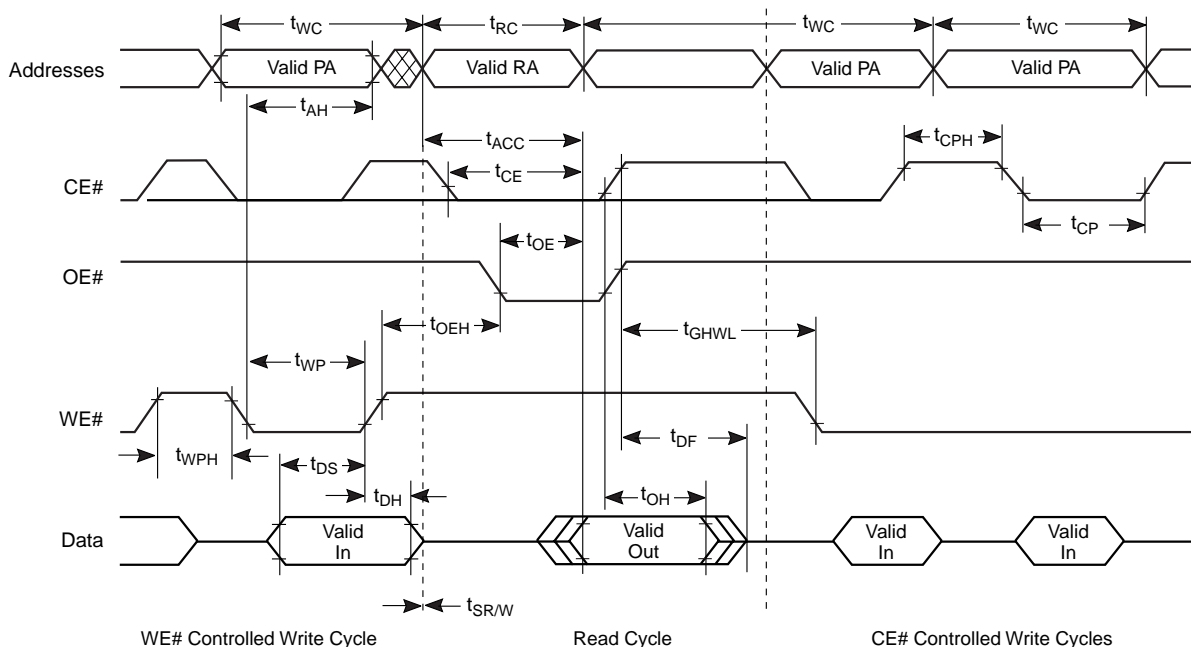 tWC tRC tWC tWC
Addresses Valid PA Valid RA Valid PA Valid PA
tAH
tACC
tCPH
tCE
CE#
tCP
tOE
OE#
tOEH tGHWL
tWP
WE#
tDF
tWPH tDS
tDH tOH
Data Valid In Valid Out Valid In Valid In
tSR/W
WE# Controlled Write Cycle Read Cycle CE# Controlled Write Cycles